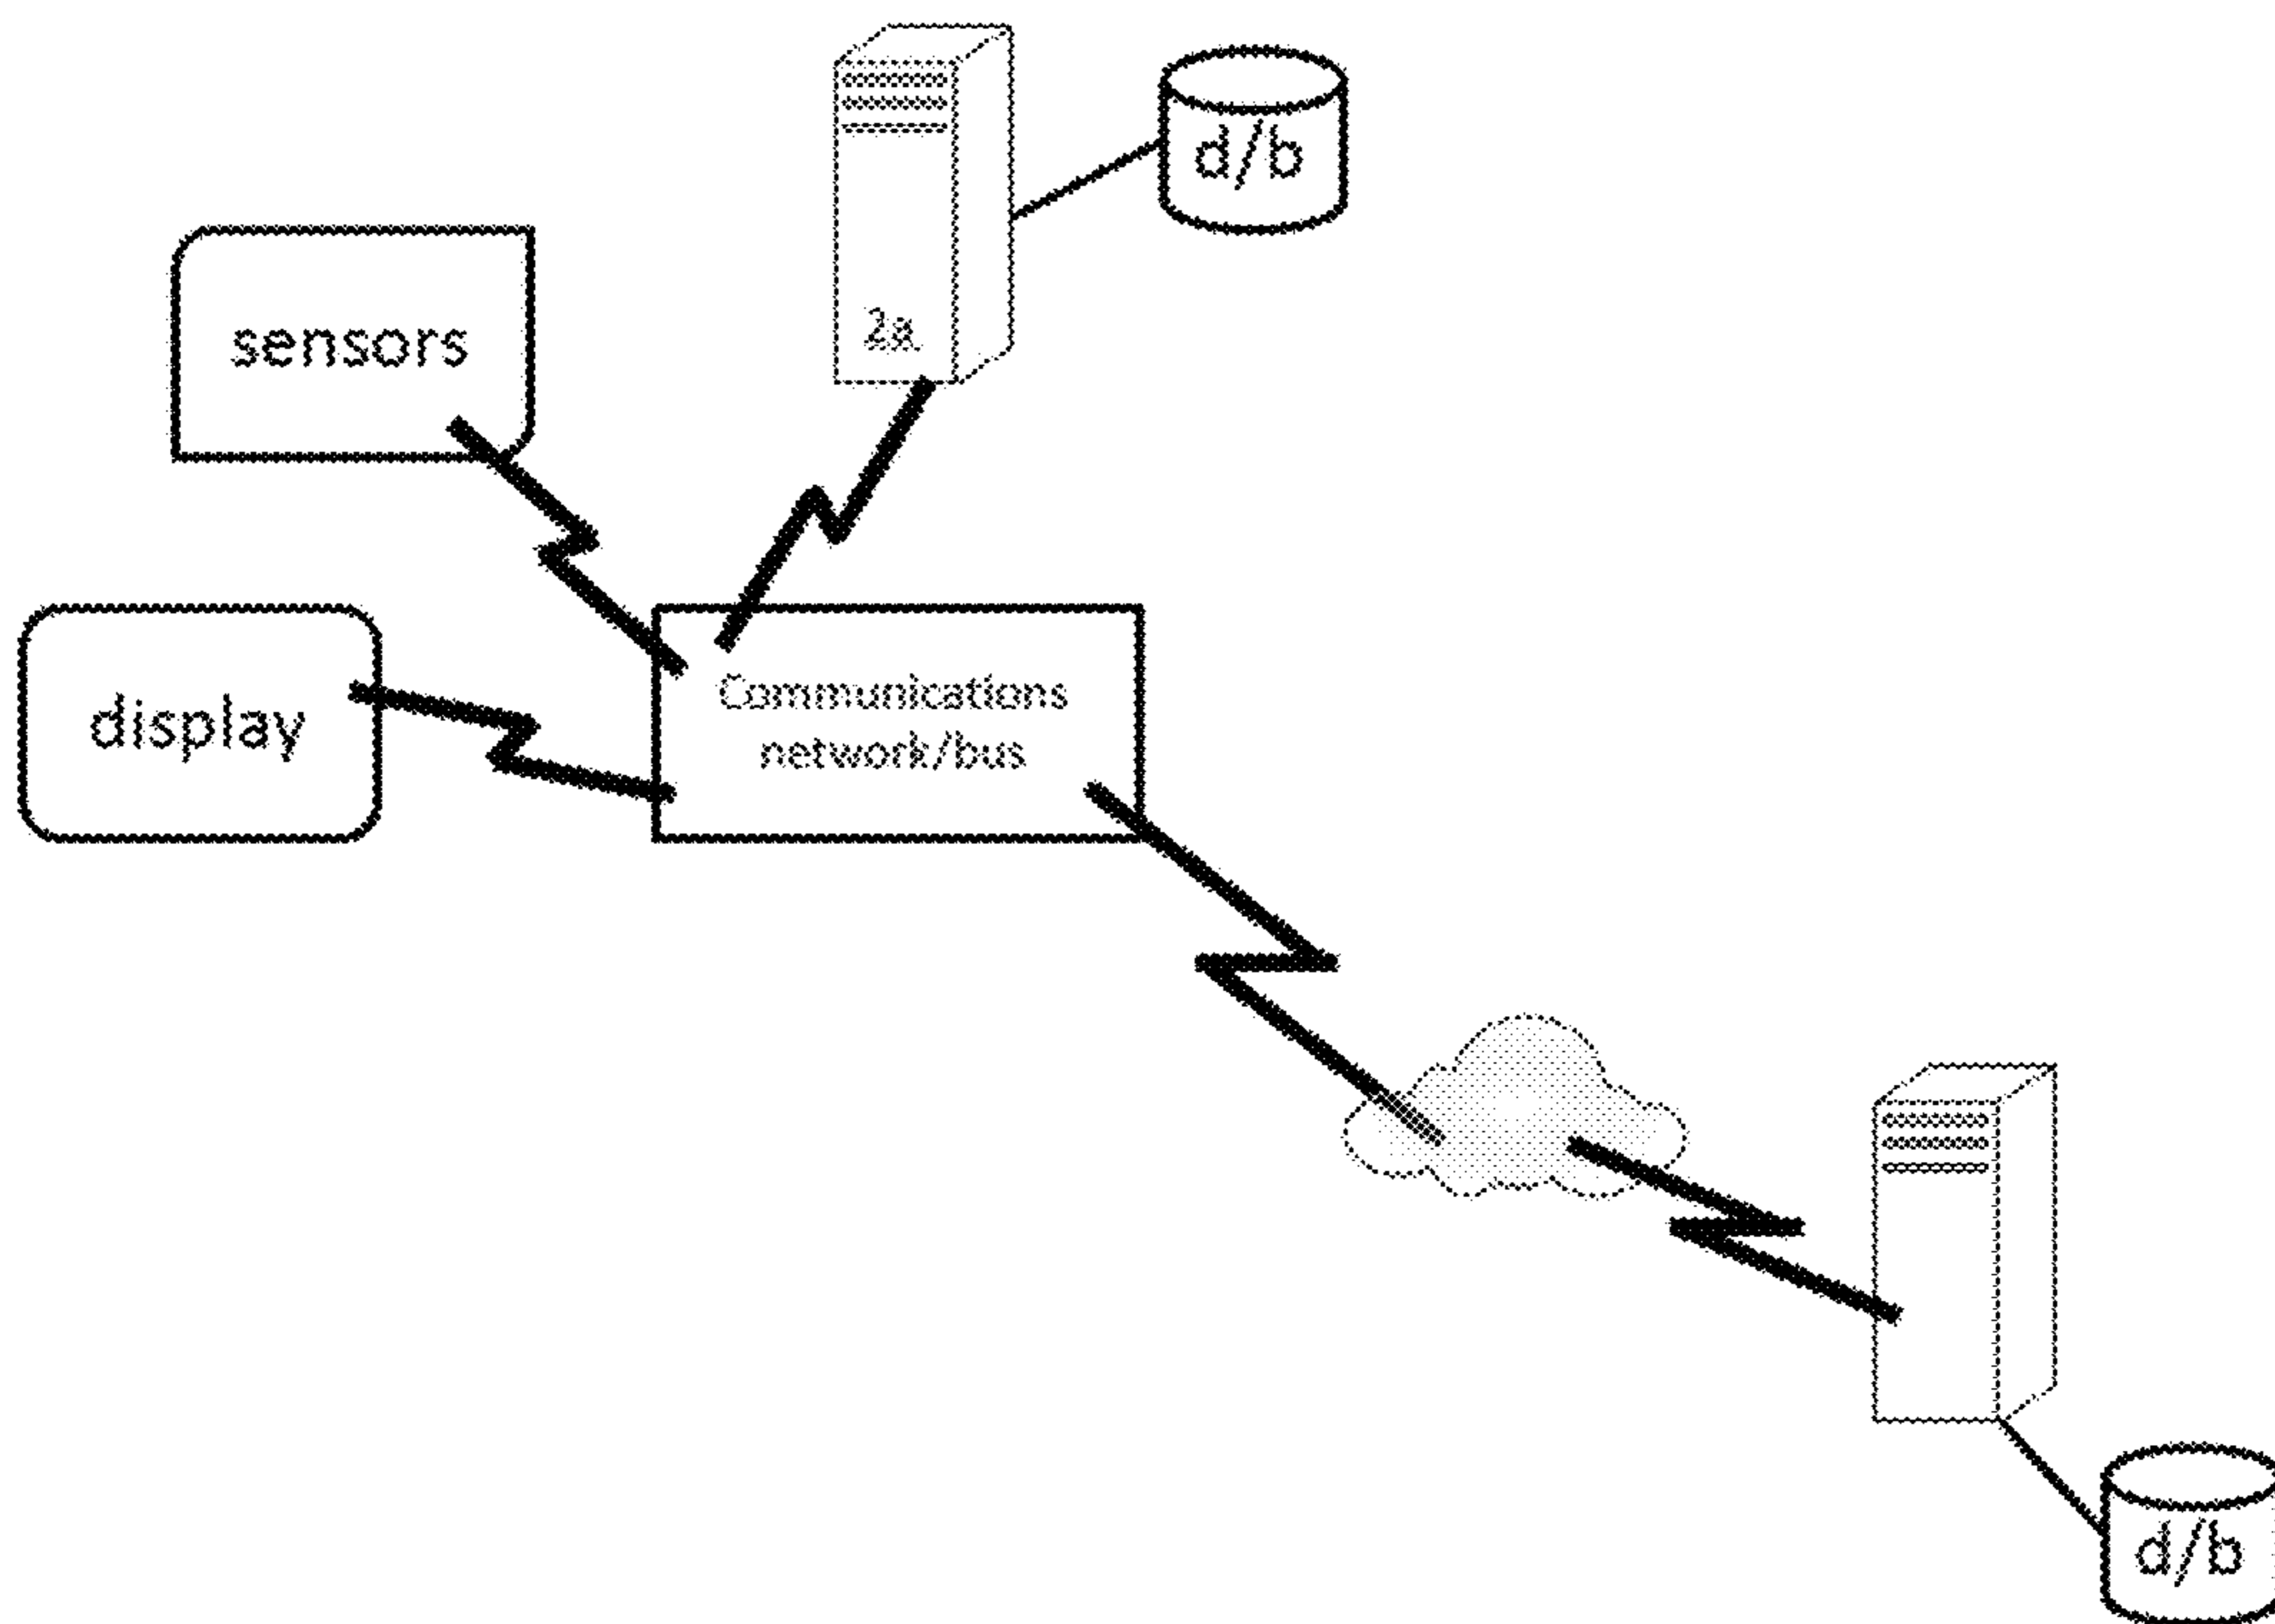 d/b
2a
sensors
Communications
network/bus
display
d/b